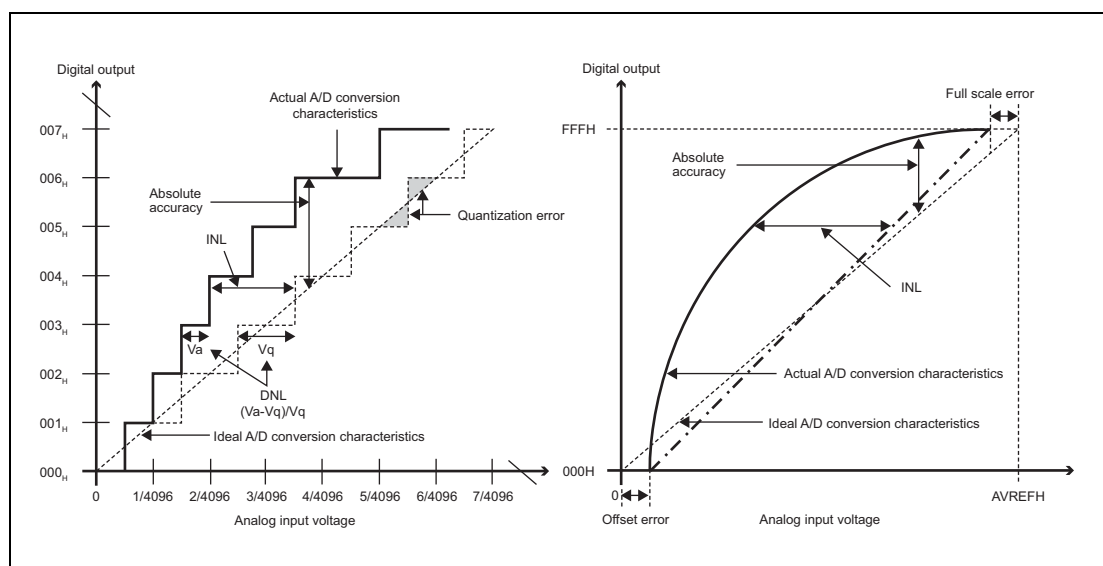 Digital output
Actual A/D conversion
characteristics
007H
006H
005H
004H
003H
002H
001H
000H
Absolute
accuracy
Quantization error
INL
Va
Vq
DNL
(Va-Vq)/Vq
Ideal A/D conversion characteristics
0
1/4096
2/4096
3/4096
4/4096
5/4096
6/4096
7/4096
Analog input voltage
Digital output
Full scale error
FFFH
Absolute
accuracy
INL
Actual A/D conversion characteristics
Ideal A/D conversion characteristics
000H
0
AVREFH
Offset error
Analog input voltage